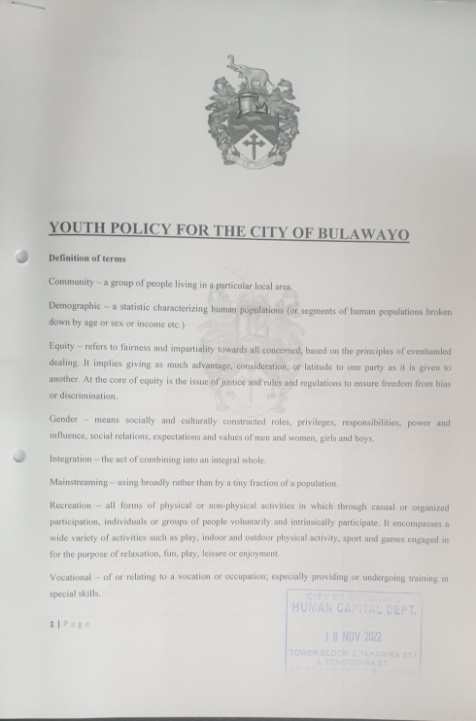 YOUTH POLICY FOR THE CITY OF BULAWAYO
Definition of terms
Community – a group of people living in a particular local area.
Demographic – a statistic characterizing human populations (or segments of human populations broken
down by age or sex or income etc.)
Equity – refers to fairness and impartiality towards all concerned, based on the principles of evenhanded
dealing. It implies giving as much advantage, consideration, or latitude to one party as it is given to
another. At the core of equity is the issue of justice and rules and regulations to ensure freedom from bias
or discrimination.
Gender – means socially and culturally constructed roles, privileges, responsibilities, power and
influence, social relations, expectations and values of men and women, girls and boys.
Integration – the act of combining into an integral whole.
Mainstreaming – using broadly rather than by a tiny fraction of a population.
Recreation – all forms of physical or non-physical activities in which through casual or organized
participation, individuals or groups of people voluntarily and intrinsically participate. It encompasses a
wide variety of activities such as play, indoor and outdoor physical activity, sport and games engaged in
for the purpose of relaxation, fun, play, leisure or enjoyment.
Vocational – of or relating to a vocation or occupation; especially providing or undergoing training in
special skills.
1 | Page
CITY OF
HUMAN CAPITAL DEPT.
18 NOV 2022
TOWER BLOCK